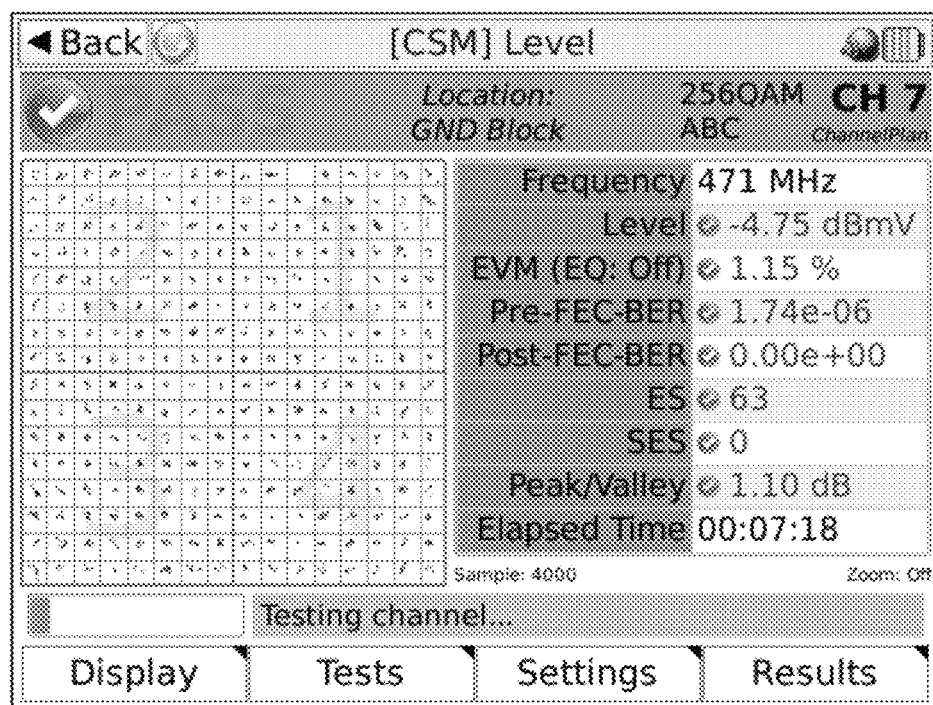 Back [CSM] Level
Location: 256QAM CH 7
GND Block ABC ChannelPlan
Frequency 471 MHz
Level -4.75 dBmV
EVM (EQ: Off) 1.15 %
Pre-FEC-BER 1.74e-06
Post-FEC-BER 0.00e+00
ES 63
SES 0
Peak/Valley 1.10 dB
Elapsed Time 00:07:18
Sample: 4000 Zoom: Off
Testing channel...
Display Tests Settings Results